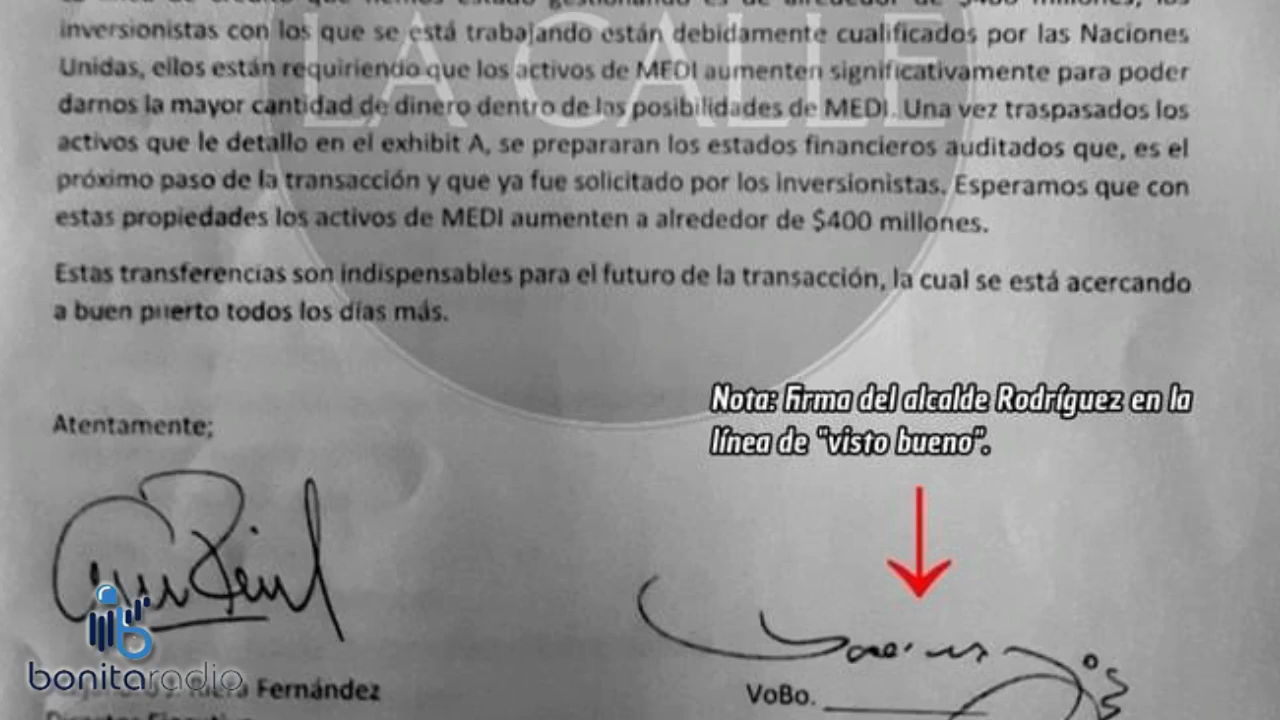 inversionistas con los que se está trabajando están debidamente cualificados por las Naciones
Unidas, ellos están requiriendo que los activos de MEDI aumenten significativamente para poder
darnos la mayor cantidad de dinero dentro de las posibilidades de MEDI. Una vez traspasados los
activos que le detallo en el exhibit A, se prepararan los estados financieros auditados que, es el
próximo paso de la transacción y que ya fue solicitado por los inversionistas. Esperamos que con
estas propiedades los activos de MEDI aumenten a alrededor de $400 millones.
Estas transferencias son indispensables para el futuro de la transacción, la cual se está acercando
a buen puerto todos los días más.
LA CALLE
Nota: firma del alcalde Rodríguez en la
línea de "visto bueno".
Atentamente;
bonitaradio
Fernández
VoBo.